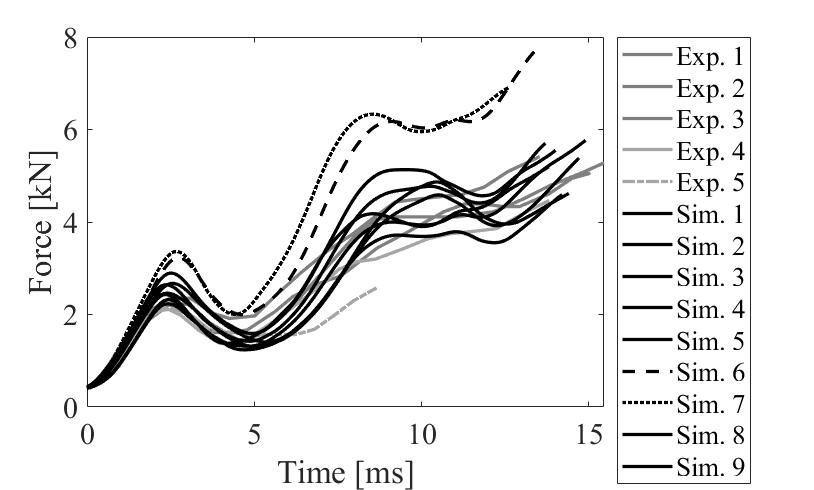 8
6
4
2
0
Force [kN]
0 5 10 15
Time [ms]
Exp. 1
Exp. 2
Exp. 3
Exp. 4
Exp. 5
Sim. 1
Sim. 2
Sim. 3
Sim. 4
Sim. 5
Sim. 6
Sim. 7
Sim. 8
Sim. 9